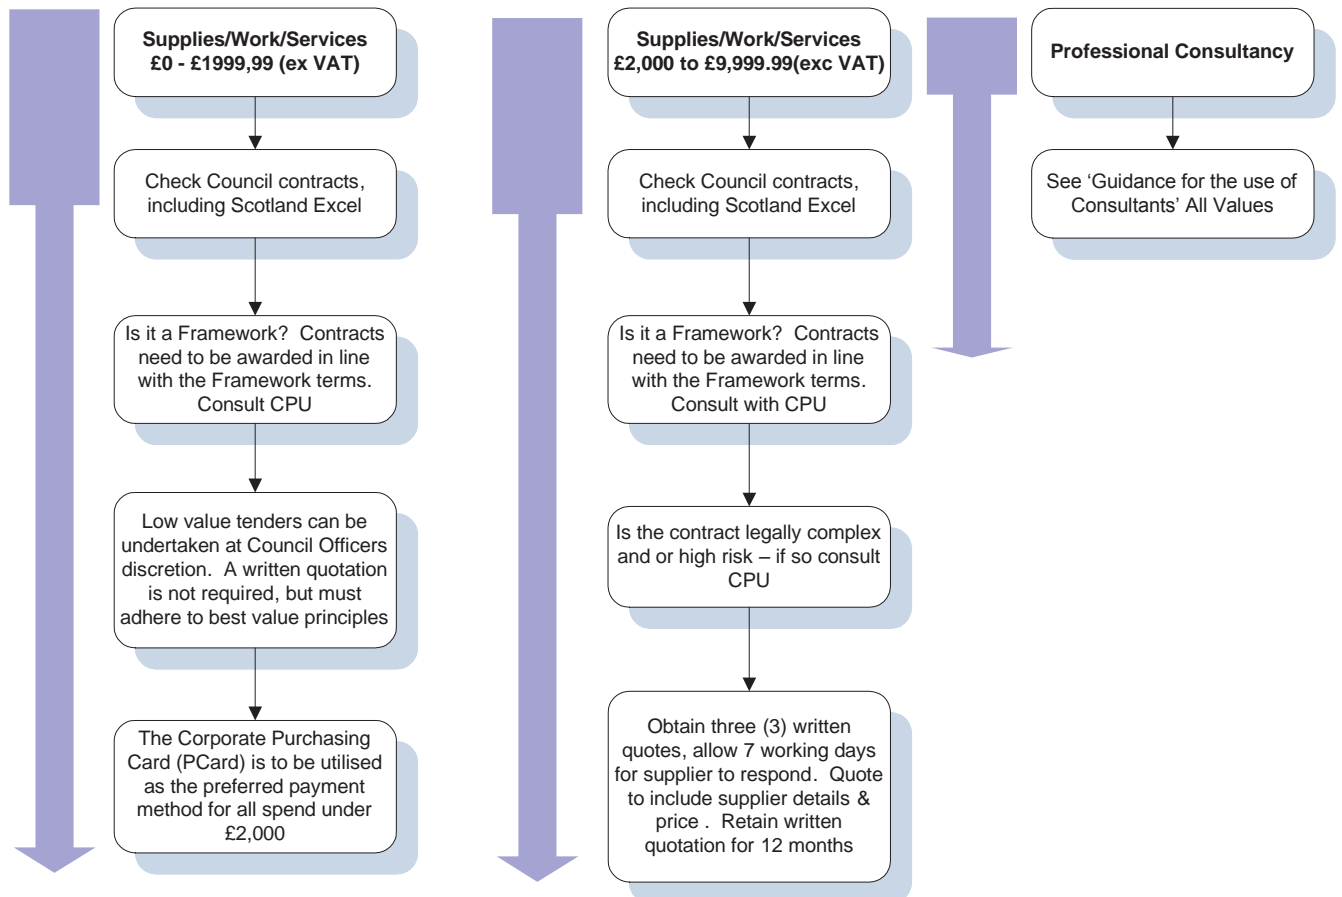 Supplies/Work/Services
£0 - £1999,99 (ex VAT)
Check Council contracts,
including Scotland Excel
Is it a Framework?  Contracts
need to be awarded in line
with the Framework terms.
Consult CPU
Low value tenders can be
undertaken at Council Officers
discretion.  A written quotation
is not required, but must
adhere to best value principles
The Corporate Purchasing
Card (PCard) is to be utilised
as the preferred payment
method for all spend under
£2,000
Supplies/Work/Services
£2,000 to £9,999.99(exc VAT)
Check Council contracts,
including Scotland Excel
Is it a Framework?  Contracts
need to be awarded in line
with the Framework terms.
Consult with CPU
Is the contract legally complex
and or high risk – if so consult
CPU
Obtain three (3) written
quotes, allow 7 working days
for supplier to respond.  Quote
to include supplier details &
price .  Retain written
quotation for 12 months
Professional Consultancy
See ‘Guidance for the use of
Consultants’ All Values